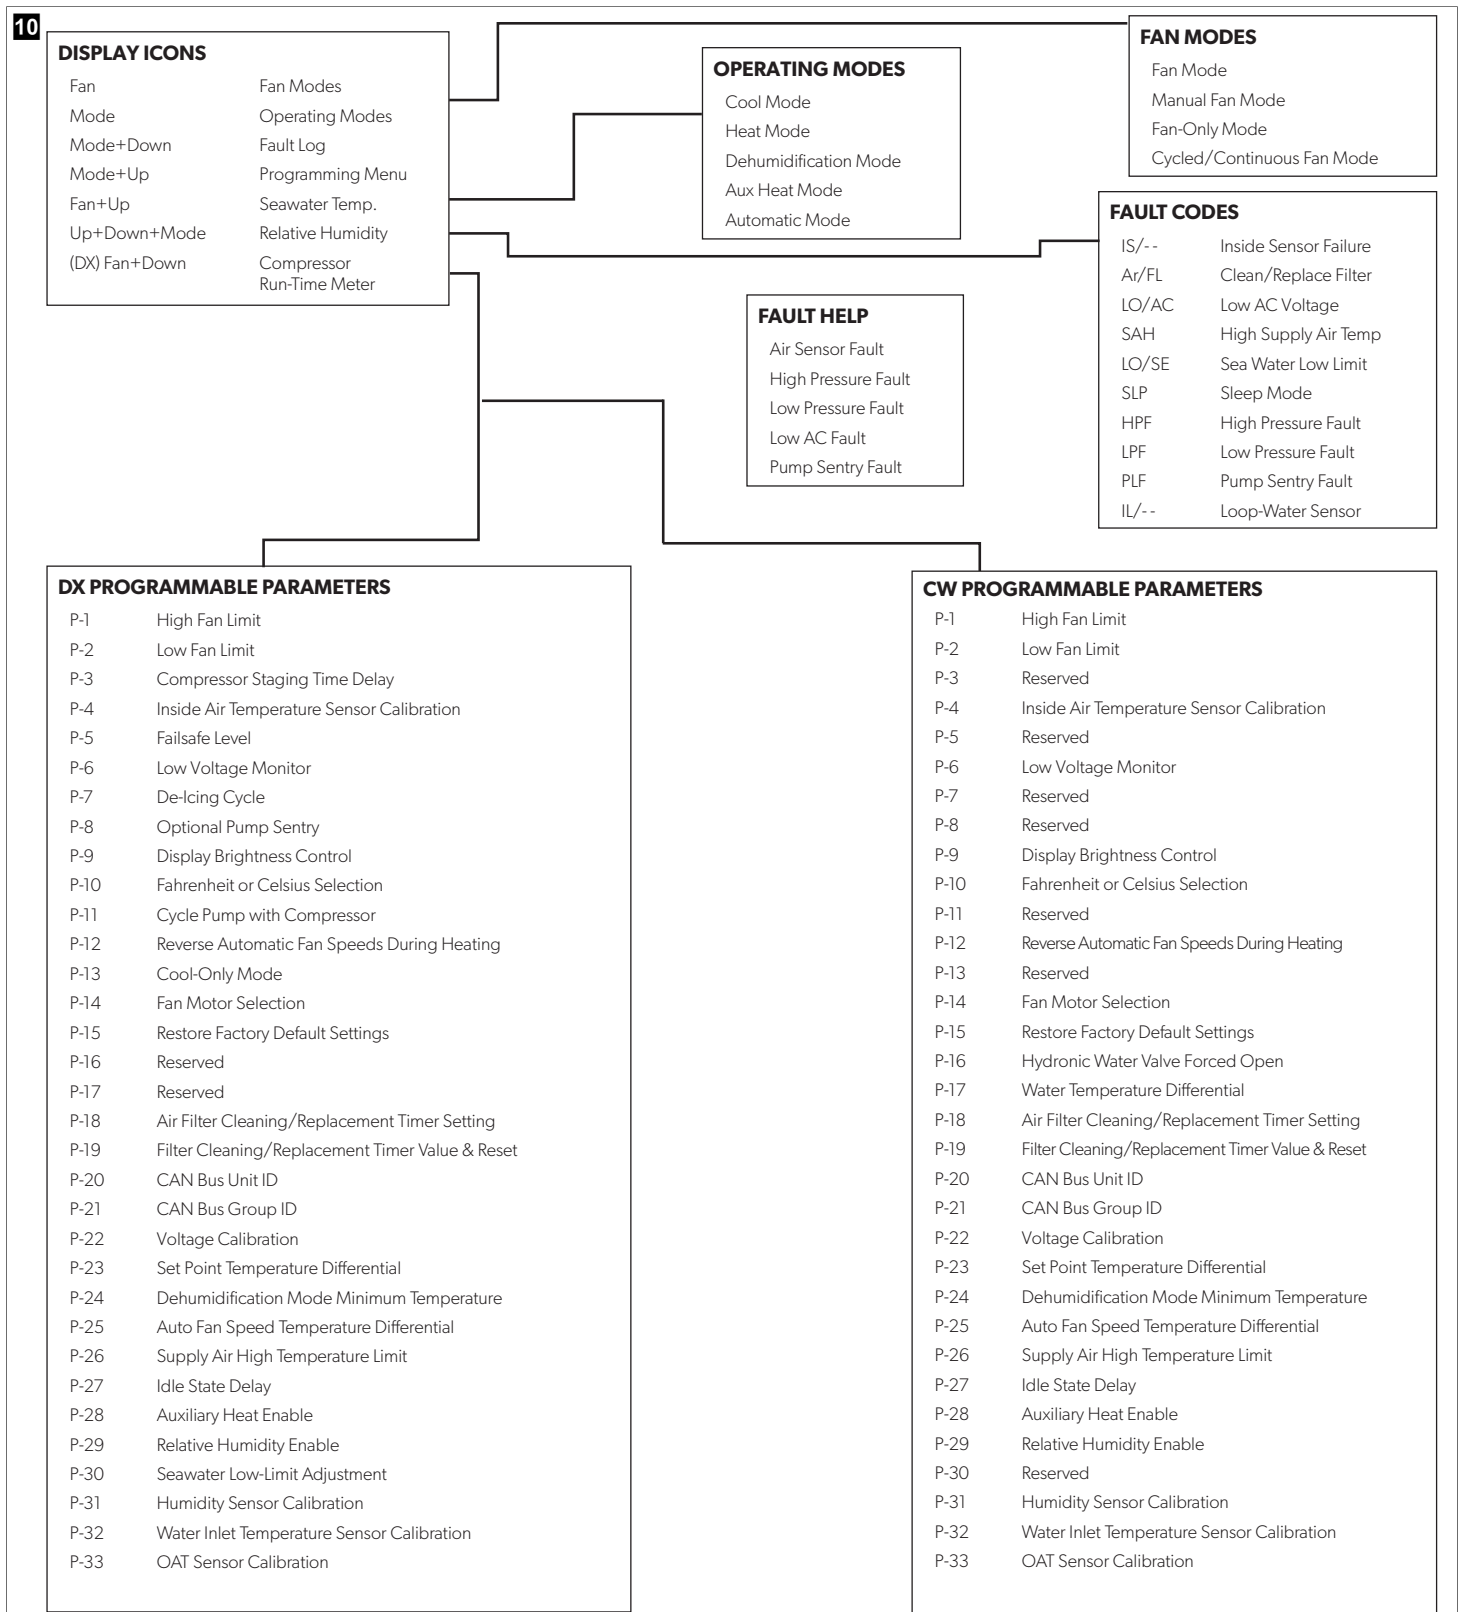 10
DISPLAY ICONS
Fan Fan Modes
Mode Operating Modes
Mode+Down Fault Log
Mode+Up Programming Menu
Fan+Up Seawater Temp.
Up+Down+Mode Relative Humidity
(DX) Fan+Down Compressor
Run-Time Meter
OPERATING MODES
Cool Mode
Heat Mode
Dehumidification Mode
Aux Heat Mode
Automatic Mode
FAN MODES
Fan Mode
Manual Fan Mode
Fan-Only Mode
Cycled/Continuous Fan Mode
FAULT CODES
IS/-- Inside Sensor Failure
Ar/FL Clean/Replace Filter
LO/AC Low AC Voltage
SAH High Supply Air Temp
LO/SE Sea Water Low Limit
SLP Sleep Mode
HPF High Pressure Fault
LPF Low Pressure Fault
PLF Pump Sentry Fault
IL/-- Loop-Water Sensor
FAULT HELP
Air Sensor Fault
High Pressure Fault
Low Pressure Fault
Low AC Fault
Pump Sentry Fault
DX PROGRAMMABLE PARAMETERS
P-1 High Fan Limit
P-2 Low Fan Limit
P-3 Compressor Staging Time Delay
P-4 Inside Air Temperature Sensor Calibration
P-5 Failsafe Level
P-6 Low Voltage Monitor
P-7 De-Icing Cycle
P-8 Optional Pump Sentry
P-9 Display Brightness Control
P-10 Fahrenheit or Celsius Selection
P-11 Cycle Pump with Compressor
P-12 Reverse Automatic Fan Speeds During Heating
P-13 Cool-Only Mode
P-14 Fan Motor Selection
P-15 Restore Factory Default Settings
P-16 Reserved
P-17 Reserved
P-18 Air Filter Cleaning/Replacement Timer Setting
P-19 Filter Cleaning/Replacement Timer Value & Reset
P-20 CAN Bus Unit ID
P-21 CAN Bus Group ID
P-22 Voltage Calibration
P-23 Set Point Temperature Differential
P-24 Dehumidification Mode Minimum Temperature
P-25 Auto Fan Speed Temperature Differential
P-26 Supply Air High Temperature Limit
P-27 Idle State Delay
P-28 Auxiliary Heat Enable
P-29 Relative Humidity Enable
P-30 Seawater Low-Limit Adjustment
P-31 Humidity Sensor Calibration
P-32 Water Inlet Temperature Sensor Calibration
P-33 OAT Sensor Calibration
CW PROGRAMMABLE PARAMETERS
P-1 High Fan Limit
P-2 Low Fan Limit
P-3 Reserved
P-4 Inside Air Temperature Sensor Calibration
P-5 Reserved
P-6 Low Voltage Monitor
P-7 Reserved
P-8 Reserved
P-9 Display Brightness Control
P-10 Fahrenheit or Celsius Selection
P-11 Reserved
P-12 Reverse Automatic Fan Speeds During Heating
P-13 Reserved
P-14 Fan Motor Selection
P-15 Restore Factory Default Settings
P-16 Hydronic Water Valve Forced Open
P-17 Water Temperature Differential
P-18 Air Filter Cleaning/Replacement Timer Setting
P-19 Filter Cleaning/Replacement Timer Value & Reset
P-20 CAN Bus Unit ID
P-21 CAN Bus Group ID
P-22 Voltage Calibration
P-23 Set Point Temperature Differential
P-24 Dehumidification Mode Minimum Temperature
P-25 Auto Fan Speed Temperature Differential
P-26 Supply Air High Temperature Limit
P-27 Idle State Delay
P-28 Auxiliary Heat Enable
P-29 Relative Humidity Enable
P-30 Reserved
P-31 Humidity Sensor Calibration
P-32 Water Inlet Temperature Sensor Calibration
P-33 OAT Sensor Calibration